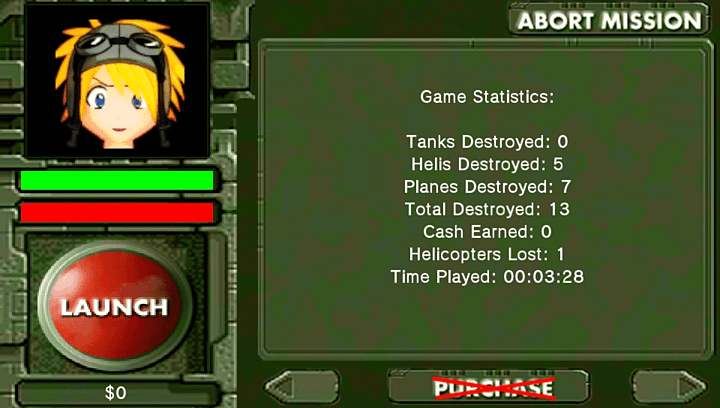 ABORT MISSION
Game Statistics:
Tanks Destroyed: 0
Helis Destroyed: 5
Planes Destroyed: 7
Total Destroyed: 13
Cash Earned: 0
Helicopters Lost: 1
Time Played: 00:03:28
LAUNCH
$0
PURCHASE